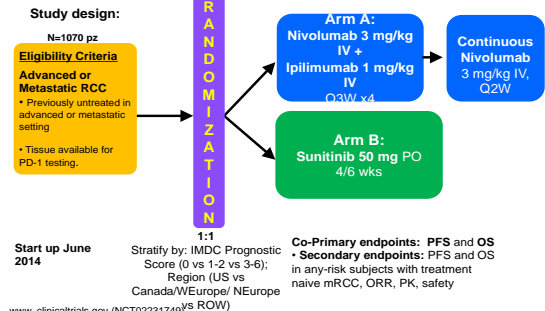 Study design:
N=1070 pz
Eligibility Criteria
Advanced or
Metastatic RCC
• Previously untreated in
advanced or metastatic
setting
• Tissue available for
PD-1 testing.
R
A
N
D
O
M
I
Z
A
T
I
O
N
Arm A:
Nivolumab 3 mg/kg
IV +
Ipilimumab 1 mg/kg
IV
Q3W x4
Continuous
Nivolumab
3 mg/kg IV,
Q2W
Arm B:
Sunitinib 50 mg PO
4/6 wks
1:1
Stratify by: IMDC Prognostic
Score (0 vs 1-2 vs 3-6);
Region (US vs
Canada/WEurope/ NEurope
vs ROW)
Start up June
2014
Co-Primary endpoints: PFS and OS
• Secondary endpoints: PFS and OS
in any-risk subjects with treatment
naive mRCC, ORR, PK, safety
www. clinicaltrials.gov (NCT02231749)